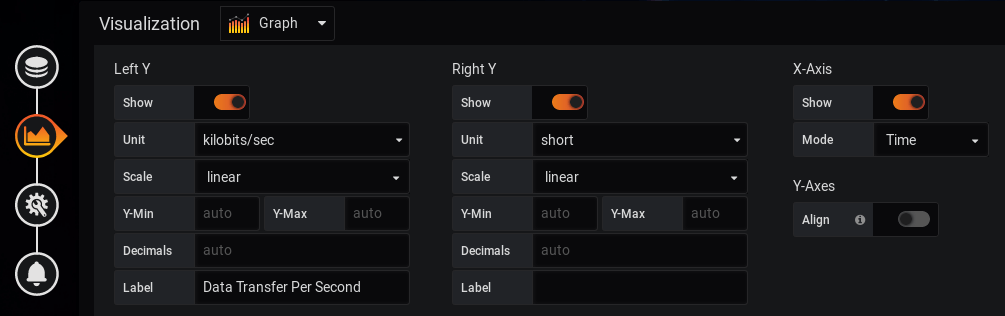 Visualization Graph
Left Y
Show
Unit kilobits/sec
Scale linear
Y-Min auto Y-Max auto
Decimals auto
Label Data Transfer Per Second
Right Y
Show
Unit short
Scale linear
Y-Min auto Y-Max auto
Decimals auto
Label
X-Axis
Show
Mode Time
Y-Axes
Align